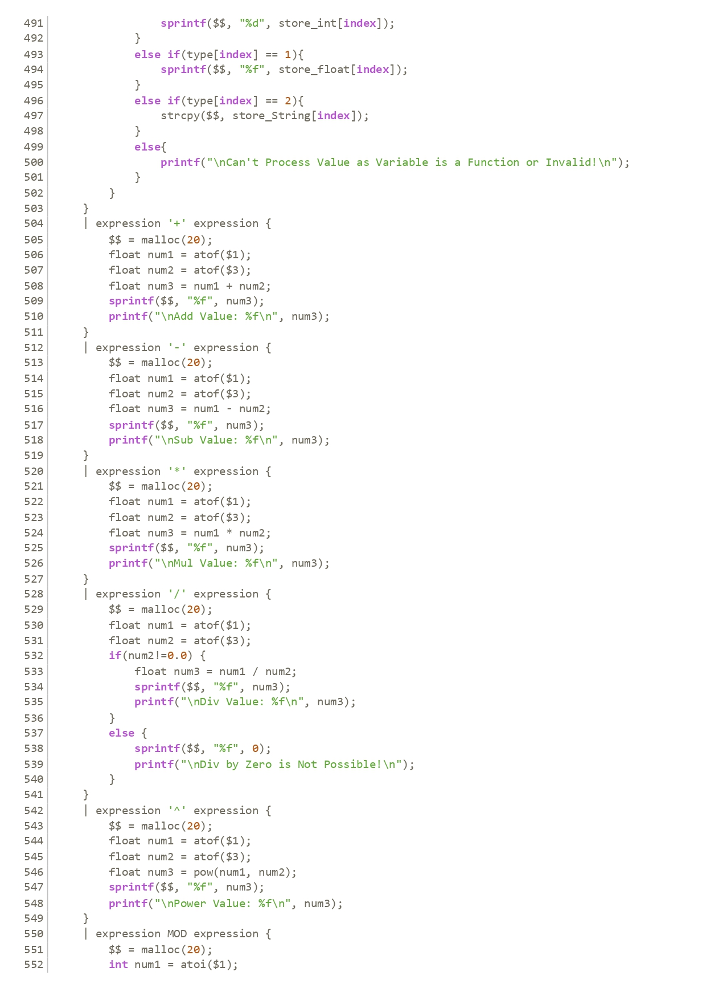 491                 sprintf($$, "%d", store_int[index]);
492             }
493             else if(type[index] == 1){
494                 sprintf($$, "%f", store_float[index]);
495             }
496             else if(type[index] == 2){
497                 strcpy($$, store_String[index]);
498             }
499             else{
500                 printf("\nCan't Process Value as Variable is a Function or Invalid!\n");
501             }
502         }
503     }
504     | expression '+' expression {
505         $$ = malloc(20);
506         float num1 = atof($1);
507         float num2 = atof($3);
508         float num3 = num1 + num2;
509         sprintf($$, "%f", num3);
510         printf("\nAdd Value: %f\n", num3);
511     }
512     | expression '-' expression {
513         $$ = malloc(20);
514         float num1 = atof($1);
515         float num2 = atof($3);
516         float num3 = num1 - num2;
517         sprintf($$, "%f", num3);
518         printf("\nSub Value: %f\n", num3);
519     }
520     | expression '*' expression {
521         $$ = malloc(20);
522         float num1 = atof($1);
523         float num2 = atof($3);
524         float num3 = num1 * num2;
525         sprintf($$, "%f", num3);
526         printf("\nMul Value: %f\n", num3);
527     }
528     | expression '/' expression {
529         $$ = malloc(20);
530         float num1 = atof($1);
531         float num2 = atof($3);
532         if(num2!=0.0) {
533             float num3 = num1 / num2;
534             sprintf($$, "%f", num3);
535             printf("\nDiv Value: %f\n", num3);
536         }
537         else {
538             sprintf($$, "%f", 0);
539             printf("\nDiv by Zero is Not Possible!\n");
540         }
541     }
542     | expression '^' expression {
543         $$ = malloc(20);
544         float num1 = atof($1);
545         float num2 = atof($3);
546         float num3 = pow(num1, num2);
547         sprintf($$, "%f", num3);
548         printf("\nPower Value: %f\n", num3);
549     }
550     | expression MOD expression {
551         $$ = malloc(20);
552         int num1 = atoi($1);